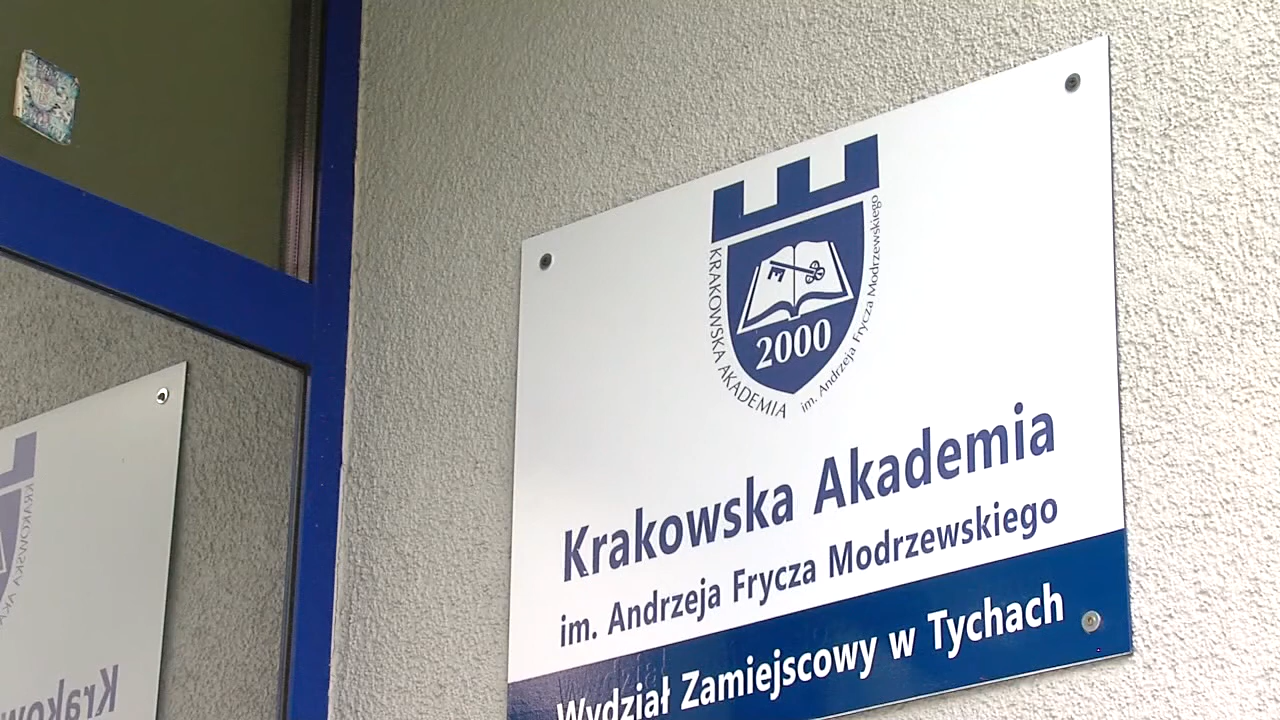 KRAKOWSKA AKADEMIA
im. Andrzeja Frycza Modrzewskiego
2000
Krakowska Akademia
im. Andrzeja Frycza Modrzewskiego
Wydział Zamiejscowy w Tychach